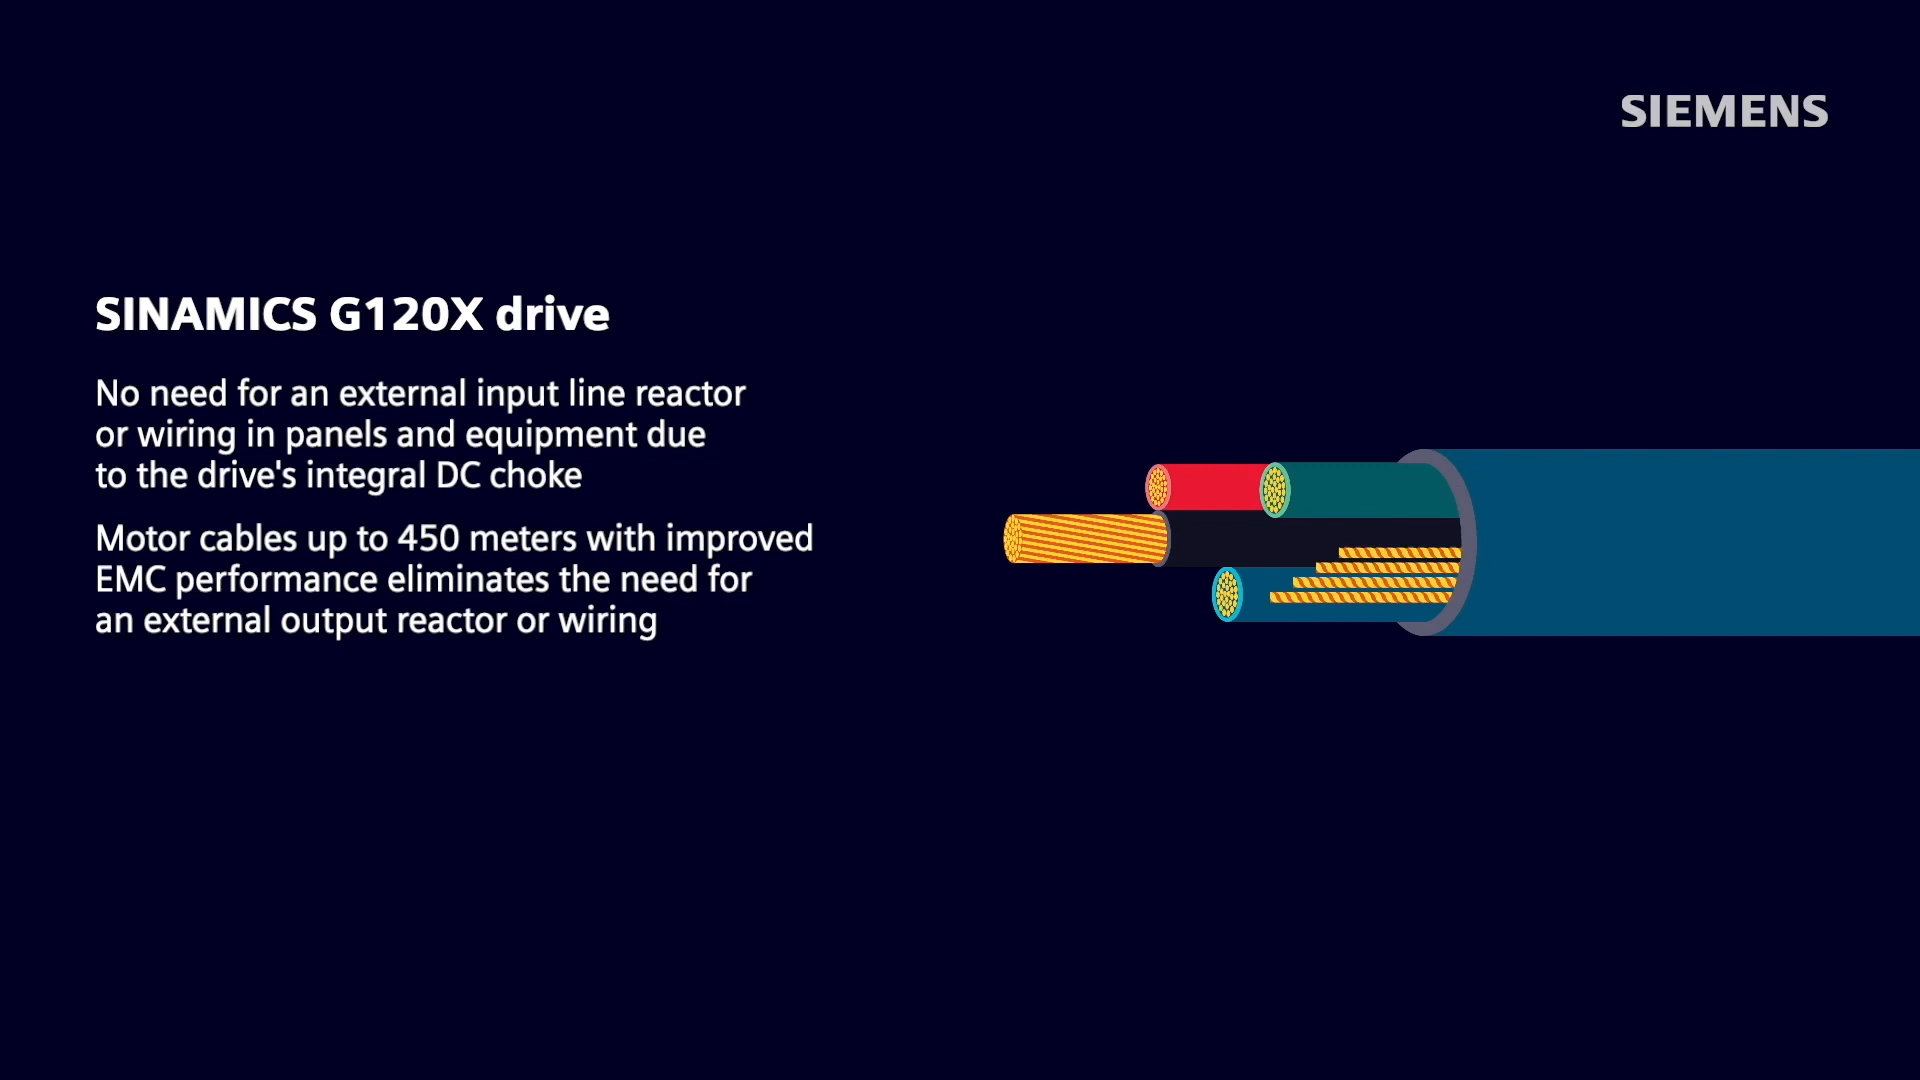 SIEMENS
SINAMICS G120X drive
No need for an external input line reactor
or wiring in panels and equipment due
to the drive's integral DC choke
Motor cables up to 450 meters with improved
EMC performance eliminates the need for
an external output reactor or wiring